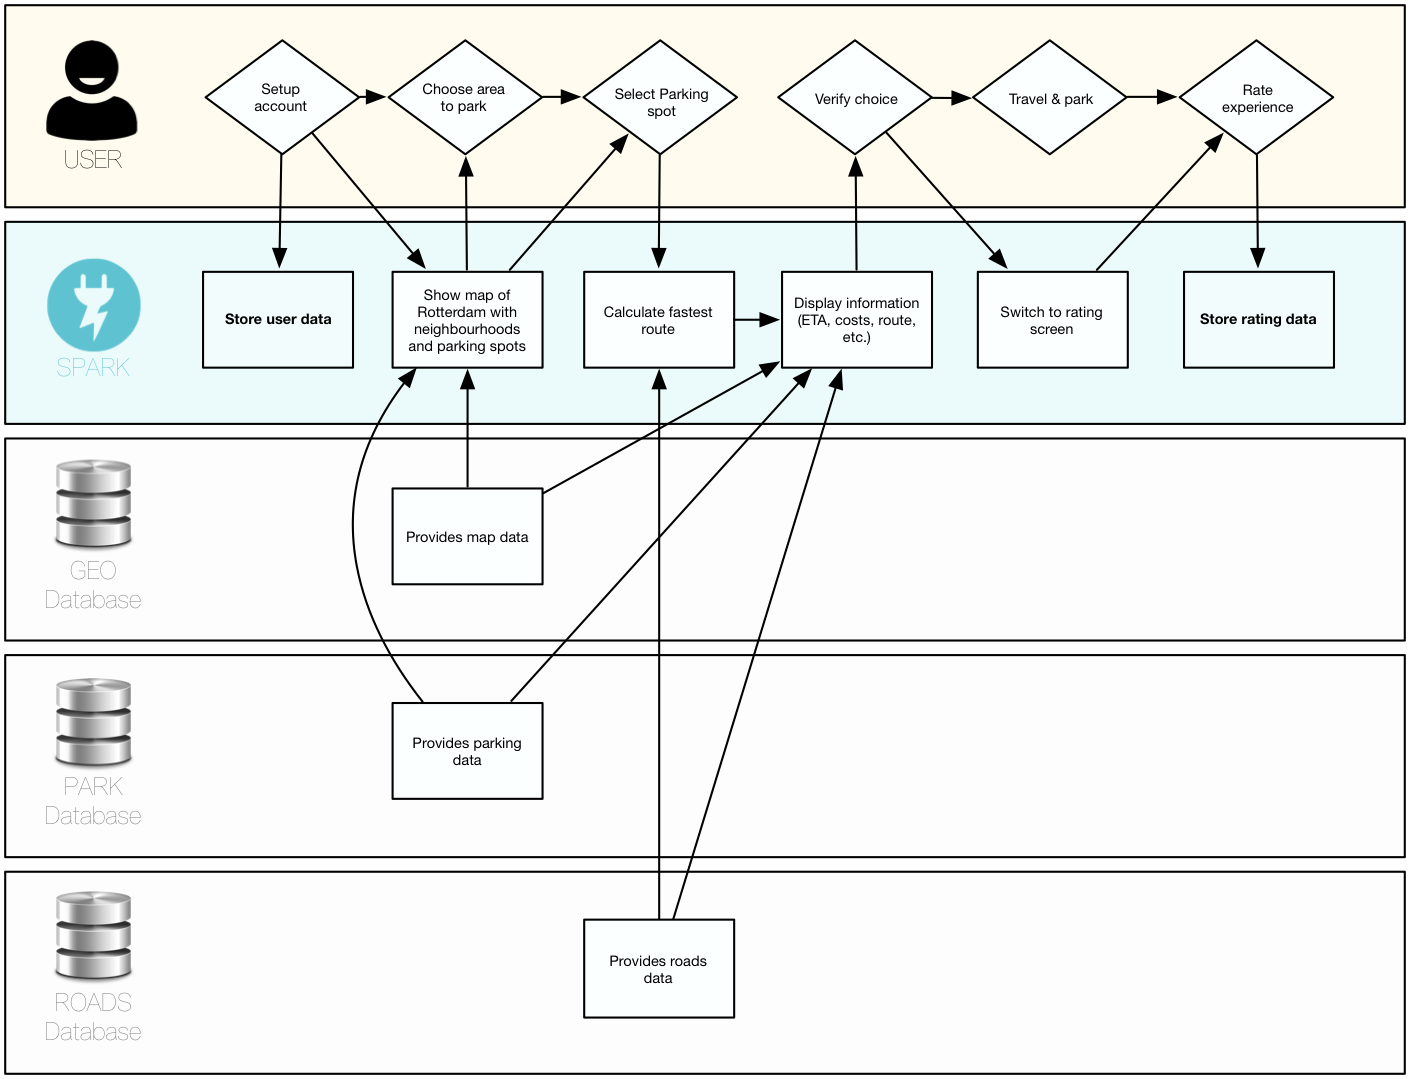 Setup
account
Choose area
to park
Select Parking
spot
Verify choice
Travel & park
Rate
experience
USER
Store user data
Show map of
Rotterdam with
neighbourhoods
and parking spots
Calculate fastest
route
Display information
(ETA, costs, route,
etc.)
Switch to rating
screen
Store rating data
SPARK
Provides map data
GEO
Database
Provides parking
data
PARK
Database
Provides roads
data
ROADS
Database